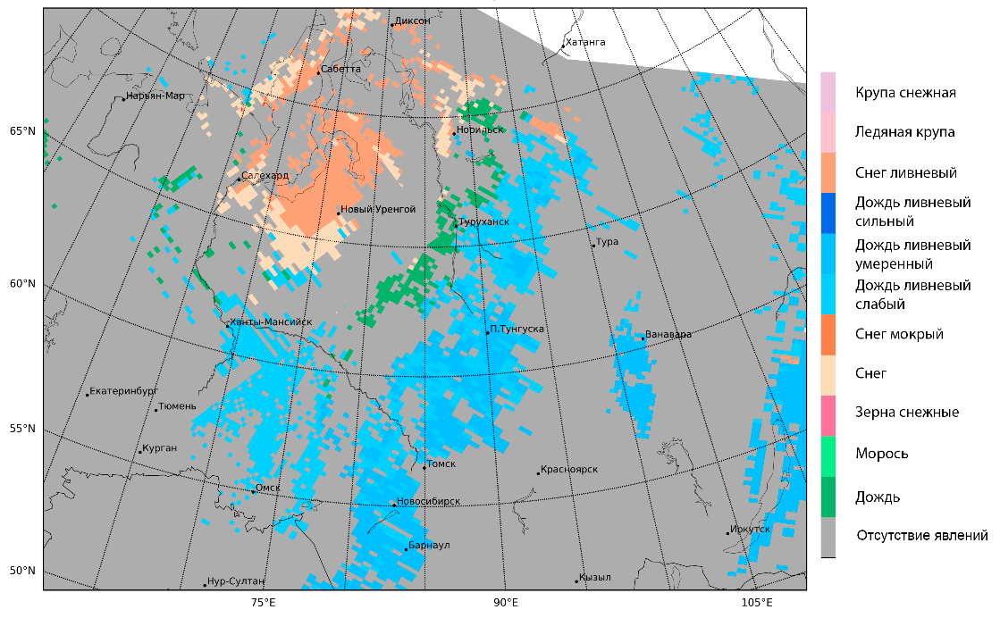 Диксон
Хатанга
Сабетта
Нарьян-Мар
65°N
Норильск
Салехард
Новый Уренгой
Туруханск
Тура
60°N
Ханты-Мансийск
П.Тунгуска
Ванавара
Екатеринбург
Тюмень
55°N
Курган
Томск
Красноярск
Омск
Новосибирск
Барнаул
Иркутск
50°N
Нур-Султан
Кызыл
75°E
90°E
105°E
Крупа снежная
Ледяная крупа
Снег ливневый
Дождь ливневый
сильный
Дождь ливневый
умеренный
Дождь ливневый
слабый
Снег мокрый
Снег
Зерна снежные
Морось
Дождь
Отсутствие явлений